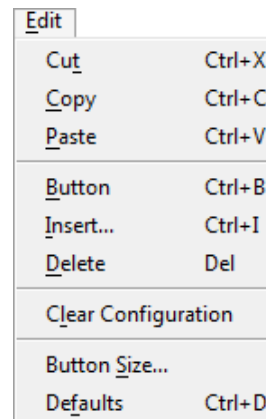 Edit
Cut Ctrl+X
Copy Ctrl+C
Paste Ctrl+V
Button Ctrl+B
Insert... Ctrl+I
Delete Del
Clear Configuration
Button Size...
Defaults Ctrl+D